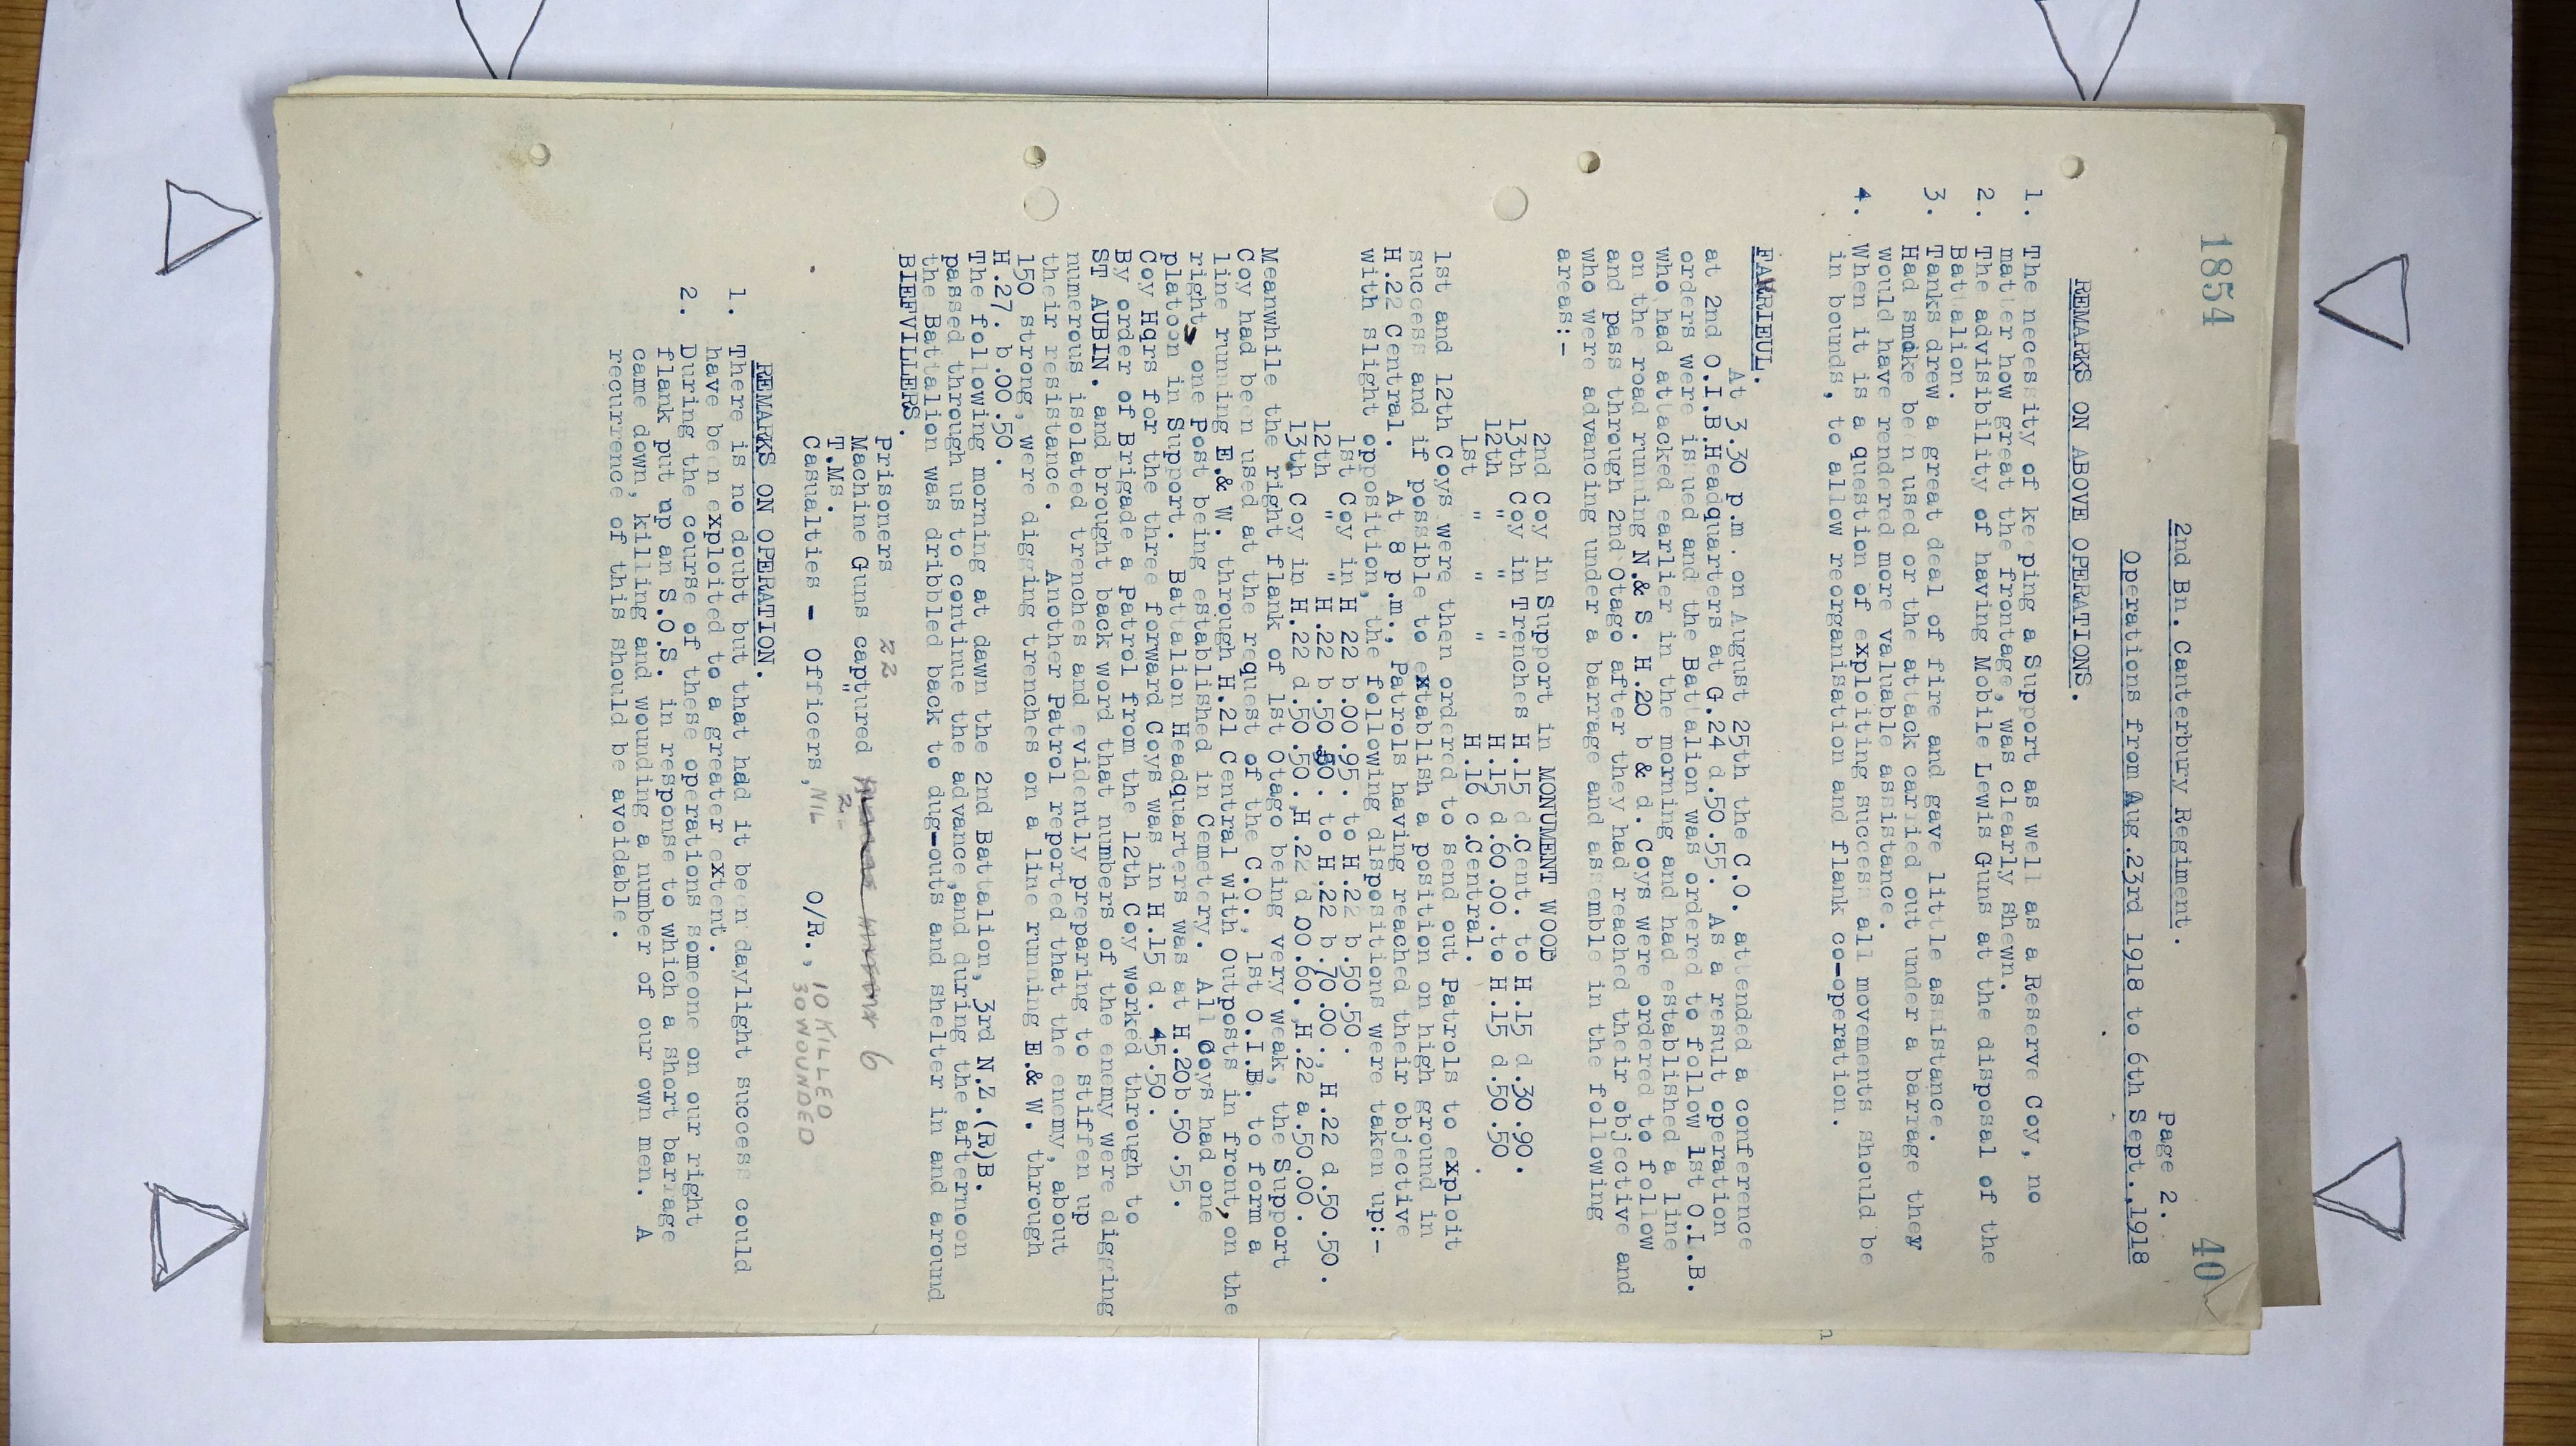 1854
40
Page 2.
2nd Bn. Canterbury Regiment.
Operations from Aug.23rd 1918 to 6th Sept.,1918
REMARKS ON ABOVE OPERATIONS.
1. The necessity of keeping a Support as well as a Reserve Coy, no
matter how great the frontage, was clearly shewn.
2. The advisibility of having Mobile Lewis Guns at the disposal of the
Battalion.
3. Tanks drew a great deal of fire and gave little assistance.
Had smoke been used or the attack carried out under a barrage they
would have rendered more valuable assistance.
4. When it is a question of exploiting success all movements should be
in bounds, to allow reorganisation and flank co-operation.
FAVRIEUL.
At 3.30 p.m. on August 25th the C.O. attended a conference
at 2nd O.I.B.Headquarters at G.24 d.50.55. As a result operation
orders were issued and the Battalion was ordered to follow 1st O.I.B.
who had attacked earlier in the morning and had established a line
on the road running N.& S. H.20 b & d. Coys were ordered to follow
and pass through 2nd Otago after they had reached their objective and
who were advancing under a barrage and assemble in the following
areas:-
2nd Coy in Support in MONUMENT WOOD
13th Coy in Trenches H.15 d.Cent. to H.15 d.30.90.
12th " " H.15 d.60.00.to H.15 d.50.50.
1st " " " H.16 c.Central.
1st and 12th Coys were then ordered to send out Patrols to exploit
success and if possible to extablish a position on high ground in
H.22 Central. At 8 p.m., Patrols having reached their objective
with slight opposition, the following dispositions were taken up:-
1st Coy in H 22 b.00.95. to H.22 b.50.50.
12th " " H.22 b.50.50. to H.22 b.70.00., H.22 d.50.50.
13th Coy in H.22 d.50.50.,H.22 d.00.60.,H.22 a.50.00.
Meanwhile the right flank of 1st Otago being very weak, the Support
Coy had been used at the request of the C.O., 1st O.I.B. to form a
line running E.& W. through H.21 Central with Outposts in front, on the
right, one Post being established in Cemetery. All Coys had one
platoon in Support. Battalion Headquarters was at H.20b.50.55.
Coy Hqrs for the three forward Coys was in H.15 d. 45.50.
By order of Brigade a Patrol from the 12th Coy worked through to
ST AUBIN. and brought back word that numbers of the enemy were digging
numerous isolated trenches and evidently preparing to stiffen up
their resistance. Another Patrol reported that the enemy, about
150 strong, were digging trenches on a line running E.& W. through
H.27. b.00.50.
The following morning at dawn the 2nd Battalion, 3rd N.Z.(R)B.
passed through us to continue the advance,and during the afternoon
the Battalion was dribbled back to dug-outs and shelter in and around
BIEFVILLERS.
Prisoners 22
Machine Guns captured 6
T.Ms. " 2.
Casualties - Officers, NIL O/R., 10 KILLED
30 WOUNDED
REMARKS ON OPERATION.
1. There is no doubt but that had it been daylight success could
have been exploited to a greater extent.
2. During the course of these operations someone on our right
flank put up an S.O.S. in response to which a short barrage
came down, killing and wounding a number of our own men. A
recurrence of this should be avoidable.